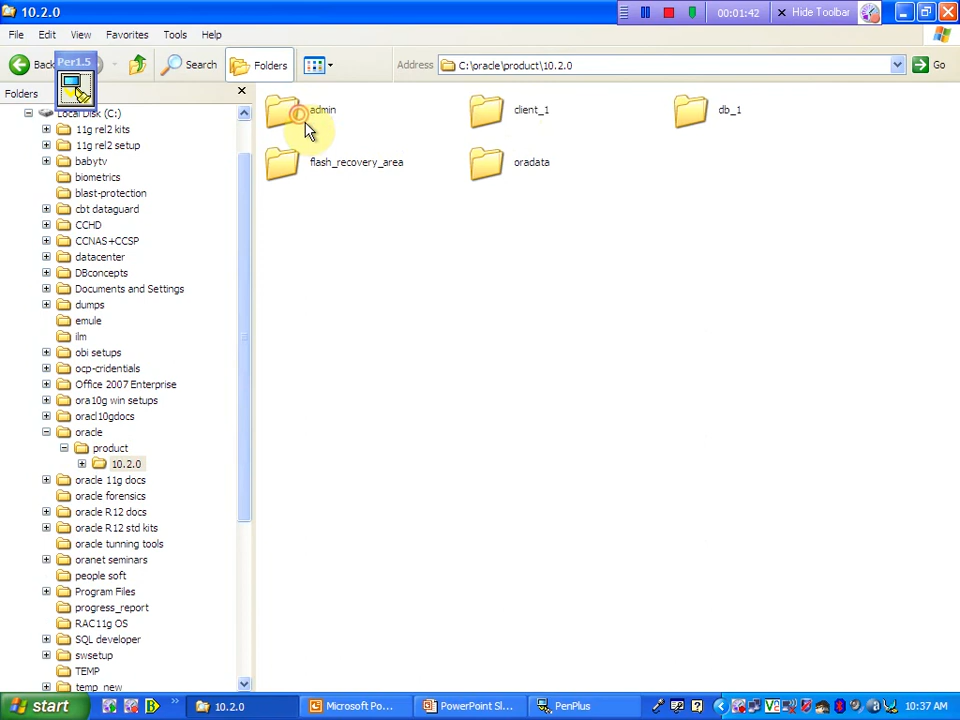 10.2.0
00:01:42
Hide Toolbar
File Edit View Favorites Tools Help
Per1.5
Back
Search
Folders
Address
C:\oracle\product\10.2.0
Go
Folders
Local Disk (C:)
11g rel2 kits
11g rel2 setup
babytv
biometrics
blast-protection
cbt dataguard
CCHD
CCNAS+CCSP
datacenter
DBconcepts
Documents and Settings
dumps
emule
ilm
obi setups
ocp-cridentials
Office 2007 Enterprise
ora10g win setups
oracl10gdocs
oracle
product
10.2.0
oracle 11g docs
oracle forensics
oracle R12 docs
oracle R12 std kits
oracle tunning tools
oranet seminars
people soft
Program Files
progress_report
RAC11g OS
SQL developer
swsetup
TEMP
temp_new
admin
client_1
db_1
flash_recovery_area
oradata
start
10.2.0
Microsoft Po...
PowerPoint Sl...
PenPlus
10:37 AM